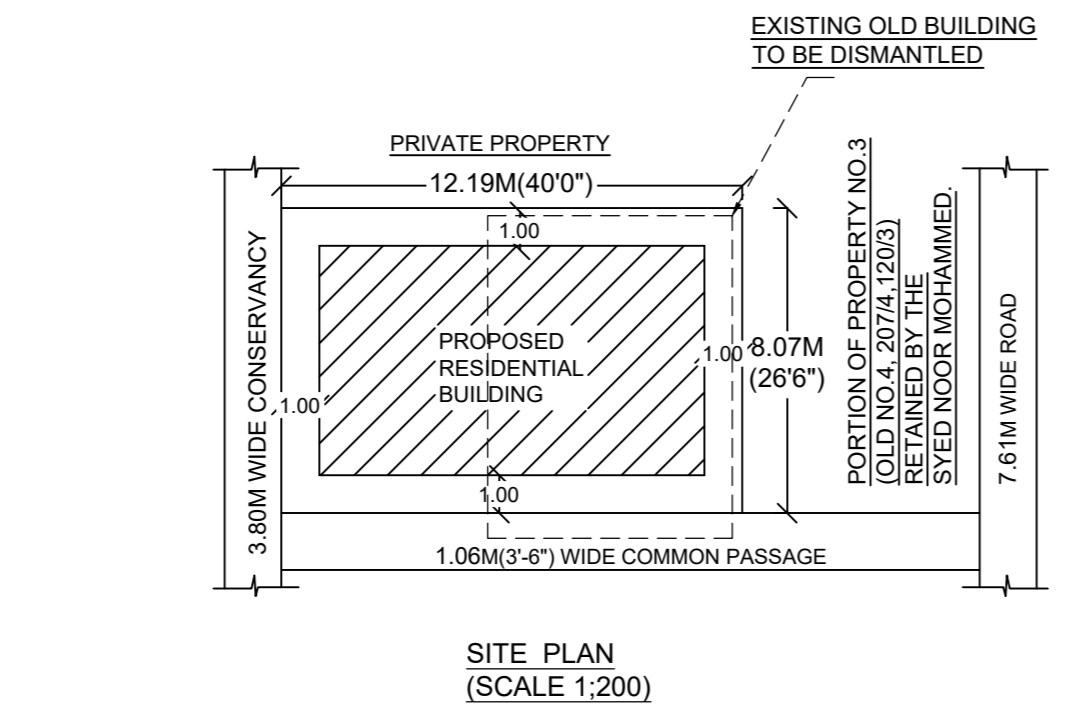 EXISTING OLD BUILDING
TO BE DISMANTLED
PRIVATE PROPERTY
12.19M(40'0")
1.00
3.80M WIDE CONSERVANCY
PROPOSED
RESIDENTIAL
BUILDING
1.00
1.00
1.00
8.07M
(26'6")
PORTION OF PROPERTY NO.3
(OLD NO.4, 207/4,120/3)
RETAINED BY THE
SYED NOOR MOHAMMED.
7.61M WIDE ROAD
1.06M(3'-6") WIDE COMMON PASSAGE
SITE PLAN
(SCALE 1;200)